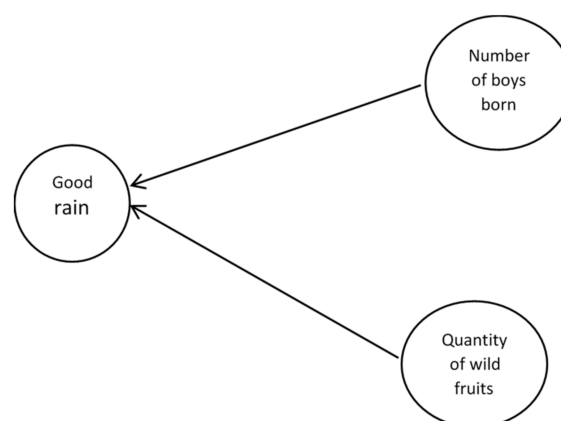 Number
of boys
born
Good
rain
Quantity
of wild
fruits